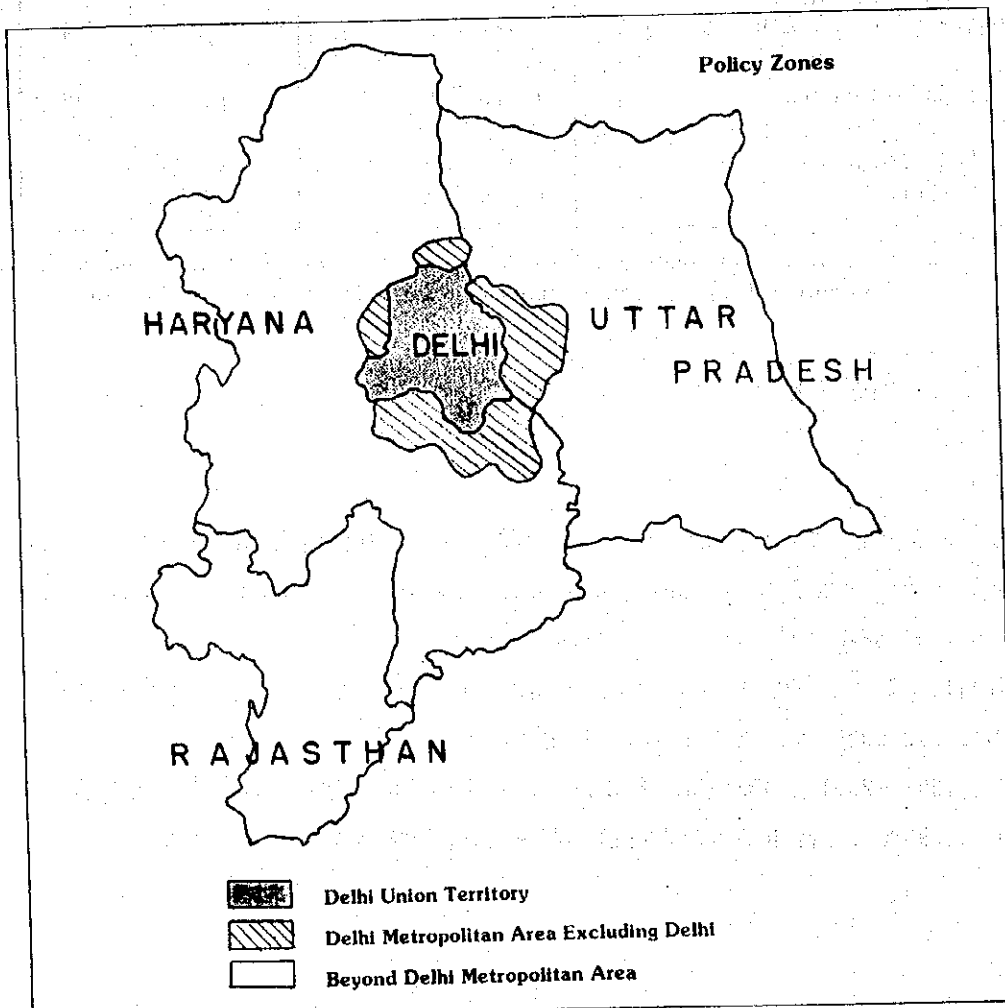 Policy Zones
HARYANA
DELHI
UTTAR
PRADESH
RAJASTHAN
Delhi Union Territory
Delhi Metropolitan Area Excluding Delhi
Beyond Delhi Metropolitan Area